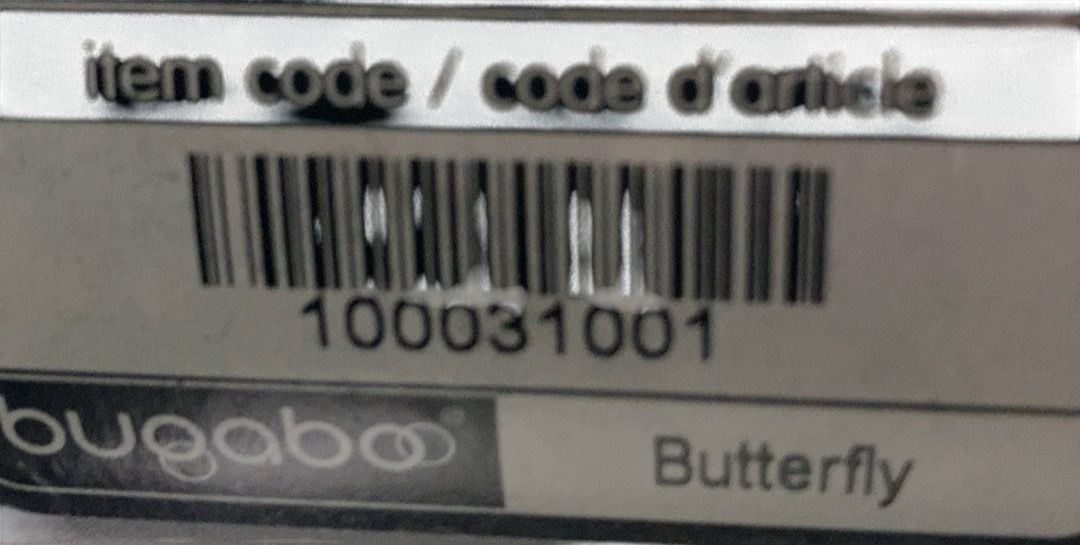 item code / code d'article
100031001
bugaboo®
Butterfly